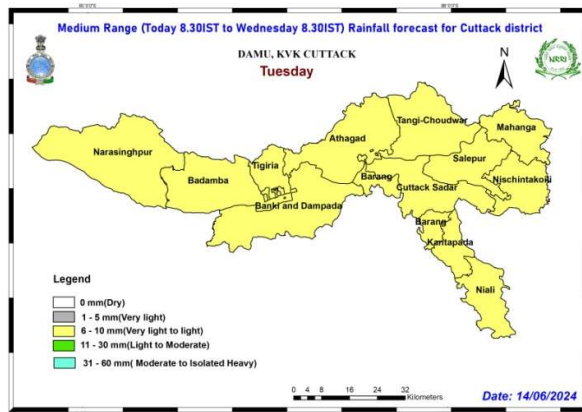 Medium Range (Today 8.30IST to Wednesday 8.30IST) Rainfall forecast for Cuttack district
DAMU, KVK CUTTACK
Tuesday
N
NRRI
Tangi-Choudwar
Mahanga
Athagad
Narasinghpur
Tigiria
Salepur
Badamba
Barang
Nischintakoili
Cuttack Sadar
Banki and Dampada
Barang
Kantapada
Niali
Legend
0 mm(Dry)
1 - 5 mm(Very light)
6 - 10 mm(Very light to light)
11 - 30 mm(Light to Moderate)
31 - 60 mm( Moderate to Isolated Heavy)
0 4 8 16 24 32
Kilometers
Date: 14/06/2024